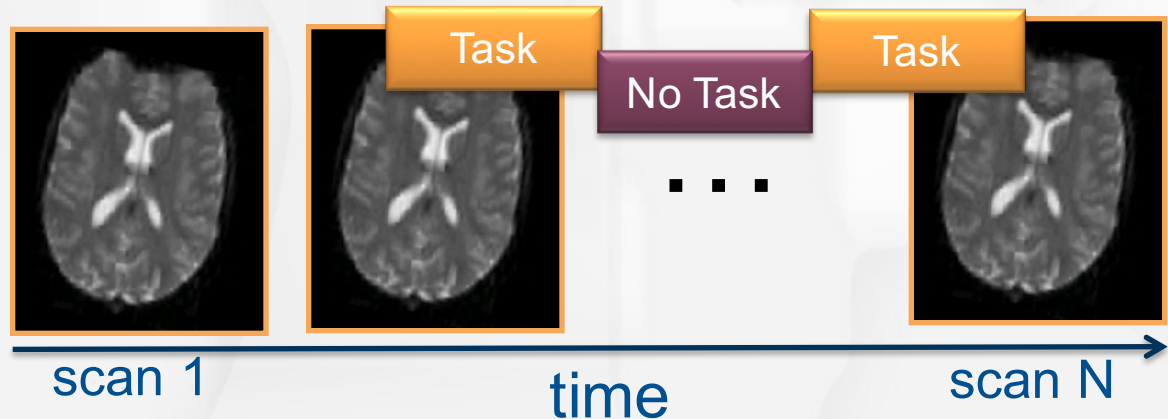 Task
No Task
Task
. . .
scan 1
time
scan N